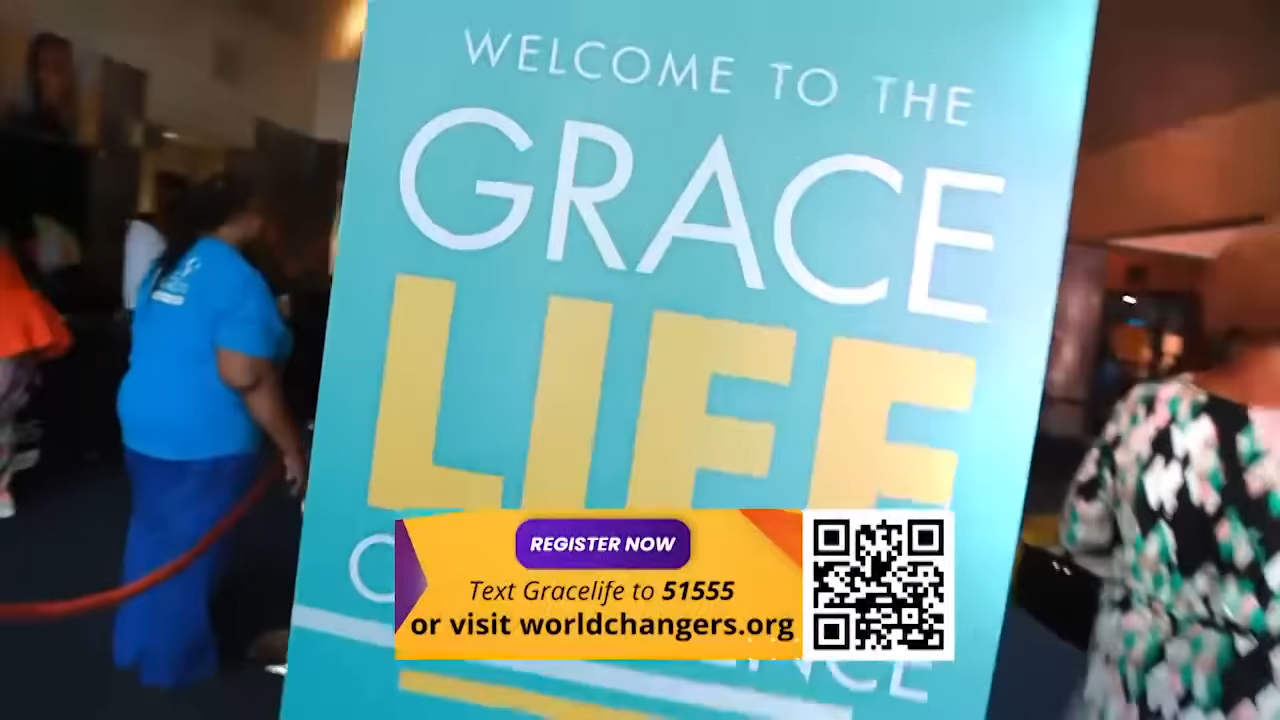 WELCOME TO THE
GRACE
LIFE
REGISTER NOW
Text Gracelife to 51555
or visit worldchangers.org